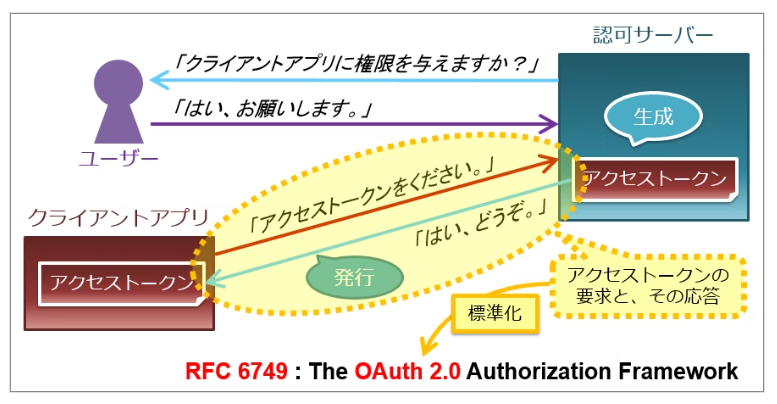 認可サーバー
「クライアントアプリに権限を与えますか？」
「はい、お願いします。」
生成
ユーザー
アクセストークン
「アクセストークンをください。」
クライアントアプリ
「はい、どうぞ。」
アクセストークン
発行
アクセストークンの
要求と、その応答
標準化
RFC 6749 : The OAuth 2.0 Authorization Framework